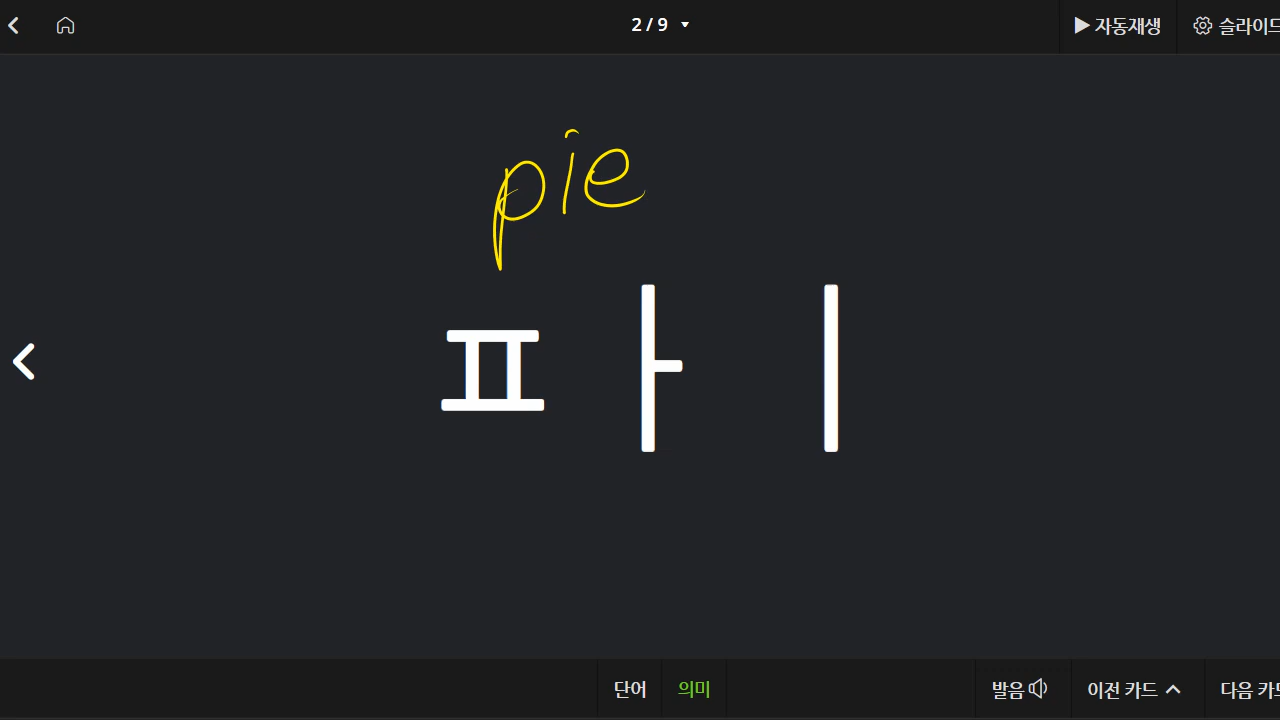 2 / 9
자동재생
슬라이드
pie
ㅍ ㅏ ㅣ
단어 의미
발음 이전 카드 다음 카드